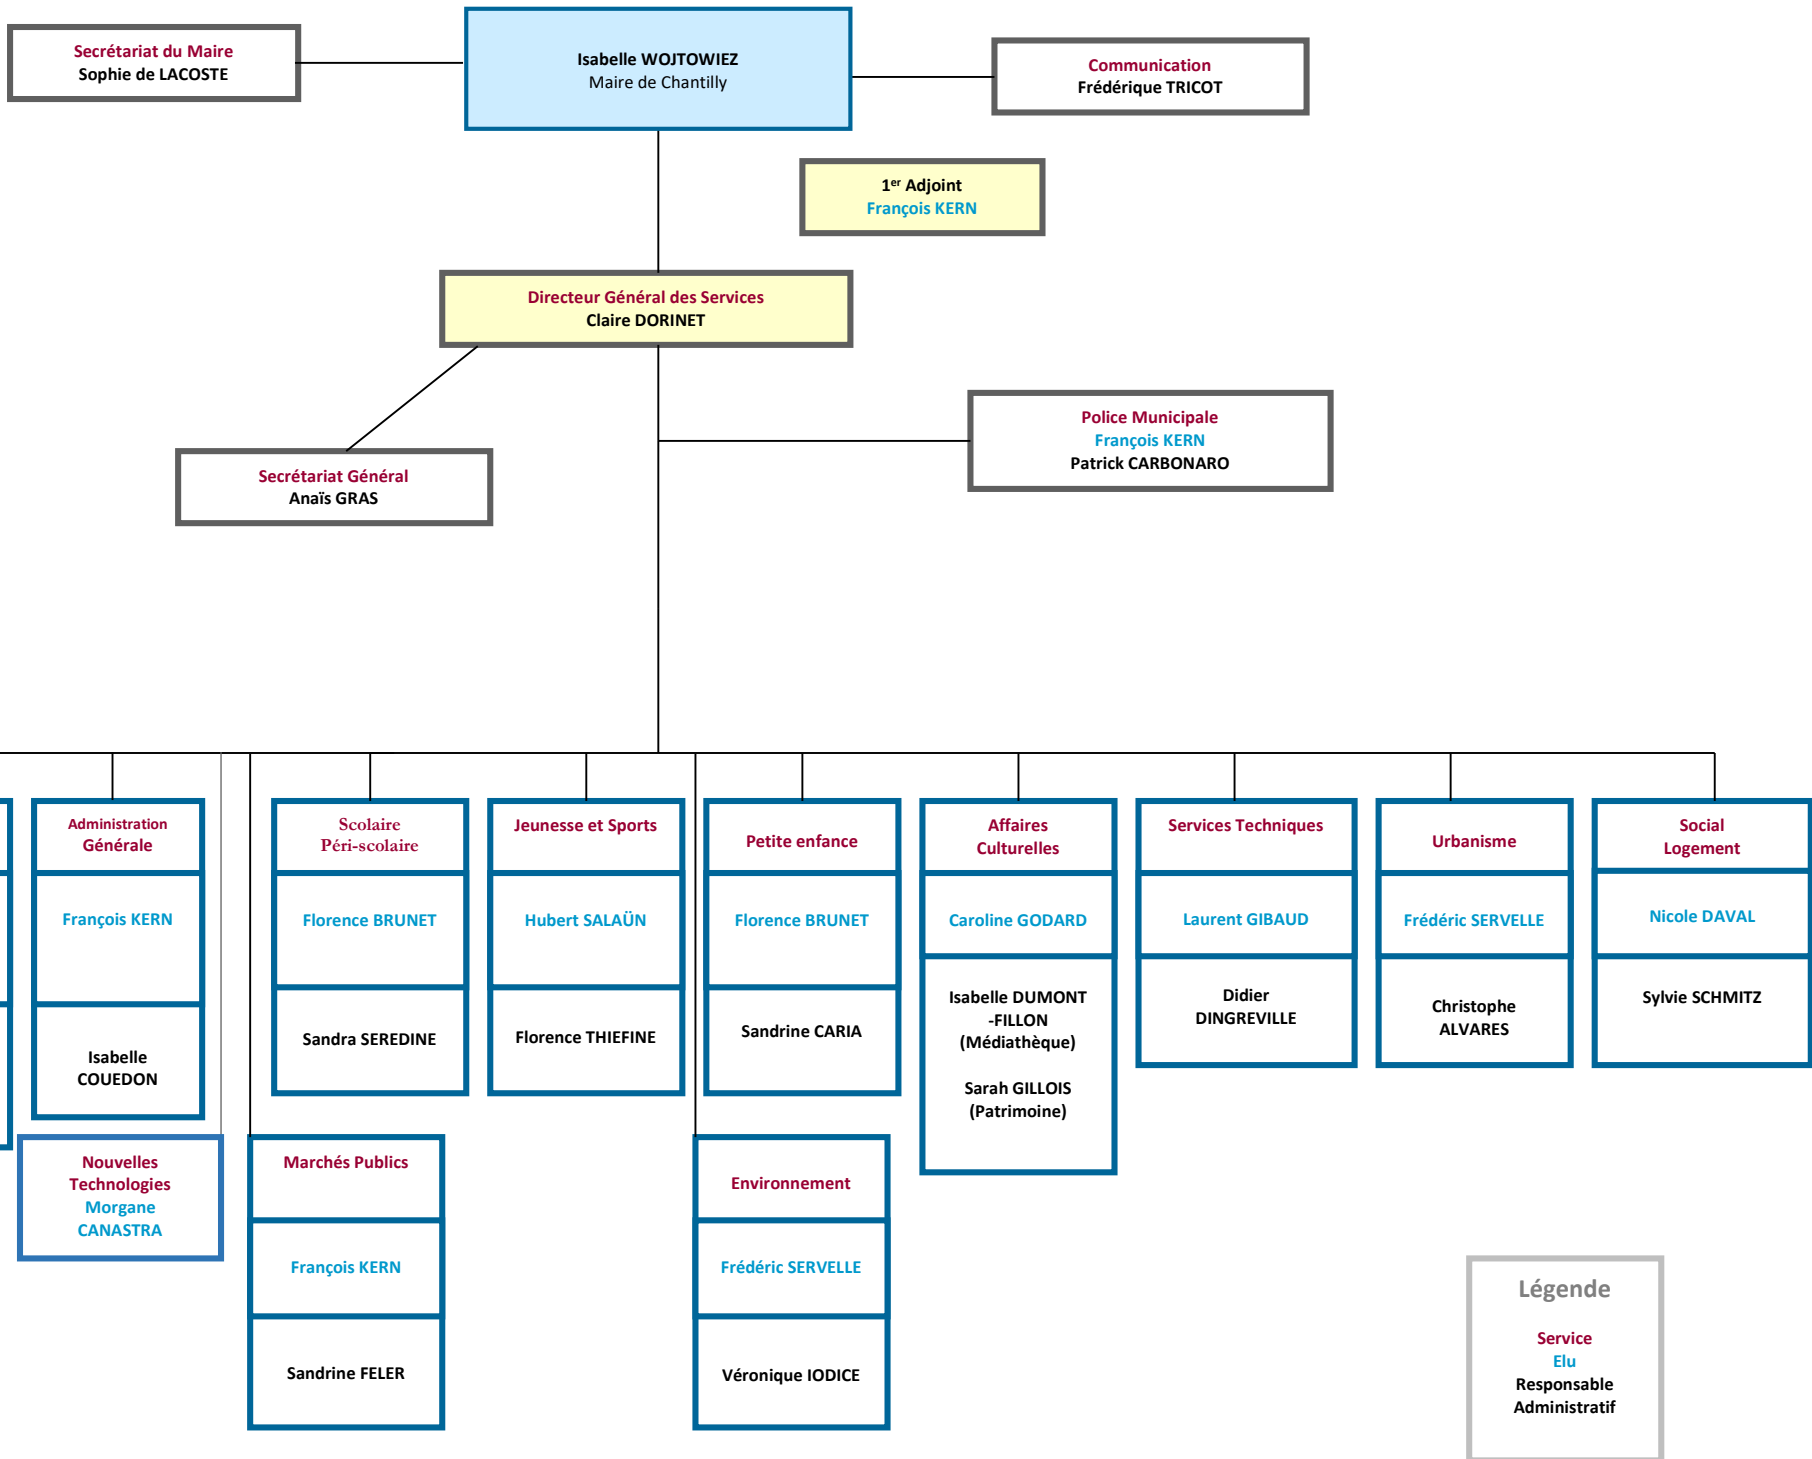 Secrétariat du Maire
Sophie de LACOSTE
Isabelle WOJTOWIEZ
Maire de Chantilly
Communication
Frédérique TRICOT
1er Adjoint
François KERN
Directeur Général des Services
Claire DORINET
Police Municipale
François KERN
Patrick CARBONARO
Secrétariat Général
Anaïs GRAS
Administration
Générale
François KERN
Isabelle
COUEDON
Scolaire
Péri-scolaire
Florence BRUNET
Sandra SEREDINE
Jeunesse et Sports
Hubert SALAÜN
Florence THIEFINE
Petite enfance
Florence BRUNET
Sandrine CARIA
Affaires
Culturelles
Caroline GODARD
Isabelle DUMONT
-FILLON
(Médiathèque)
Sarah GILLOIS
(Patrimoine)
Services Techniques
Laurent GIBAUD
Didier
DINGREVILLE
Urbanisme
Frédéric SERVELLE
Christophe
ALVARES
Social
Logement
Nicole DAVAL
Sylvie SCHMITZ
Nouvelles
Technologies
Morgane
CANASTRA
Marchés Publics
François KERN
Sandrine FELER
Environnement
Frédéric SERVELLE
Véronique IODICE
Légende
Service
Elu
Responsable
Administratif